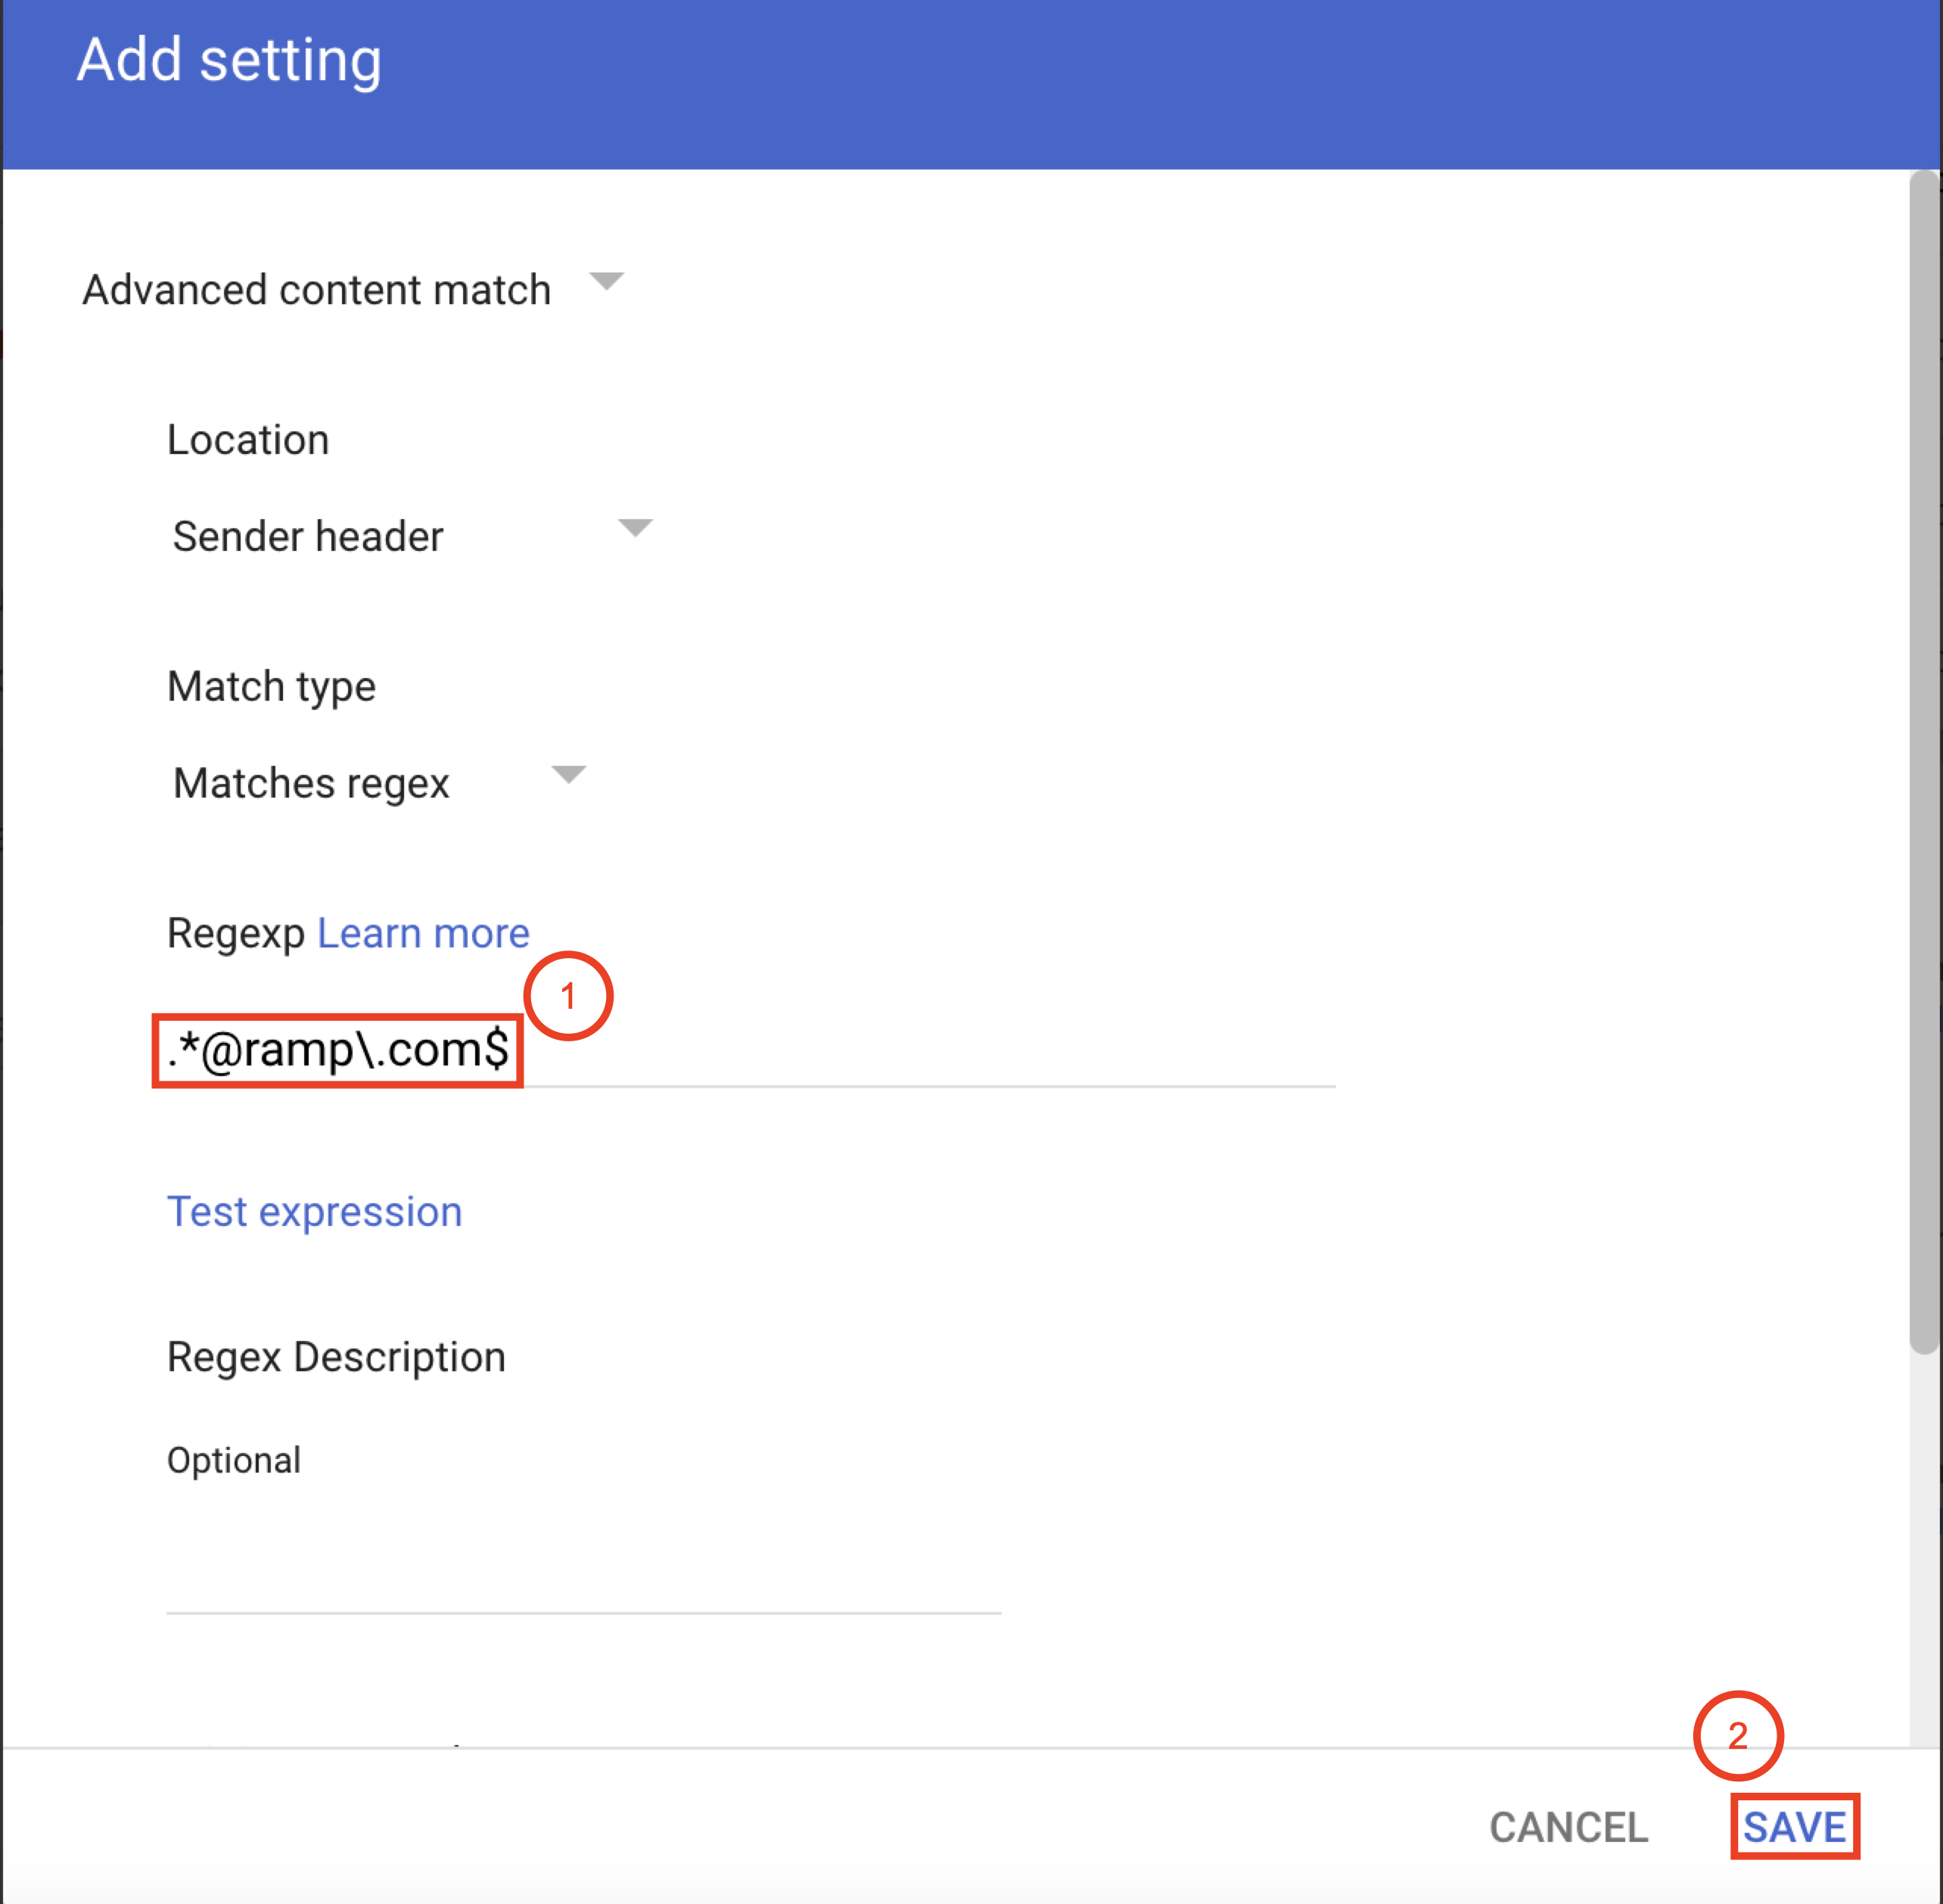 Add setting
Advanced content match
Location
Sender header
Match type
Matches regex
Regexp Learn more
1
.*@ramp\.com$
Test expression
Regex Description
Optional
2
CANCEL SAVE